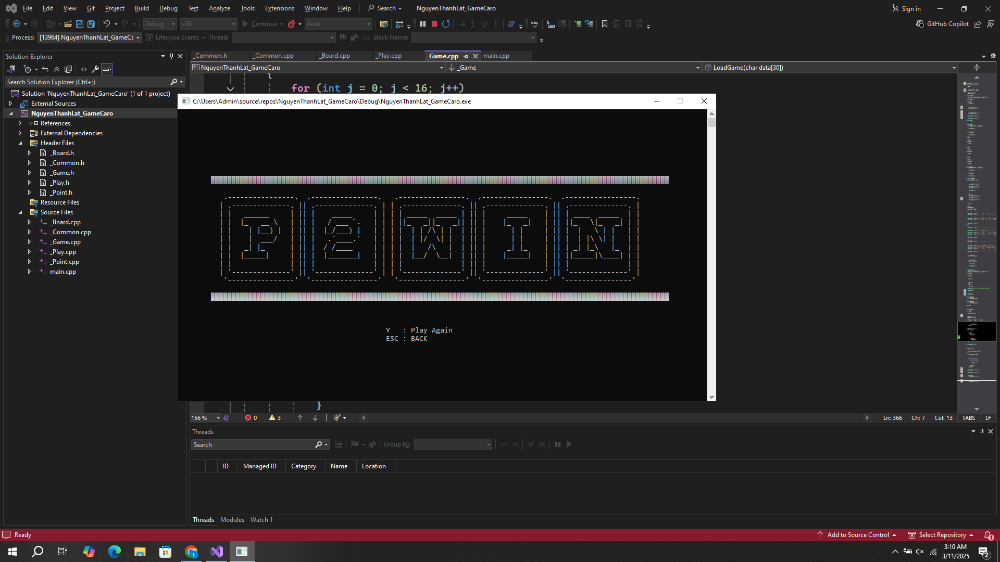 File Edit View Git Project Build Debug Test Analyze Tools Extensions Window Help Search NguyenThanhLat_GameCaro Sign in
Debug x86 Continue Auto GitHub Copilot
Process: [13964] NguyenThanhLat_GameCa Lifecycle Events Thread: Stack Frame:
Solution Explorer
Search Solution Explorer (Ctrl+;)
Solution 'NguyenThanhLat_GameCaro' (1 of 1 project)
External Sources
NguyenThanhLat_GameCaro
References
External Dependencies
Header Files
_Board.h
_Common.h
_Game.h
_Play.h
_Point.h
Resource Files
Source Files
_Board.cpp
_Common.cpp
_Game.cpp
_Play.cpp
_Point.cpp
main.cpp
_Common.h _Common.cpp _Board.cpp _Play.cpp _Game.cpp main.cpp
NguyenThanhLat_GameCaro _Game LoadGame(char data[30])
{
for (int j = 0; j < 16; j++)
C:\Users\Admin\source\repos\NguyenThanhLat_GameCaro\Debug\NguyenThanhLat_GameCaro.exe
P2WIN
Y : Play Again
ESC : BACK
}
156 % 0 3 Ln: 366 Ch: 7 Col: 13 TABS LF
Threads
Search Group by:
ID Managed ID Category Name Location
Threads Modules Watch 1
Ready Add to Source Control Select Repository 1
3:10 AM
3/11/2025
2